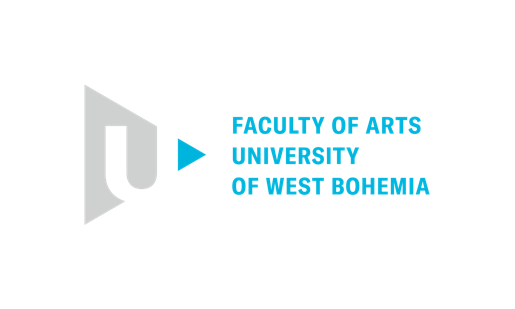 U
FACULTY OF ARTS
UNIVERSITY
OF WEST BOHEMIA